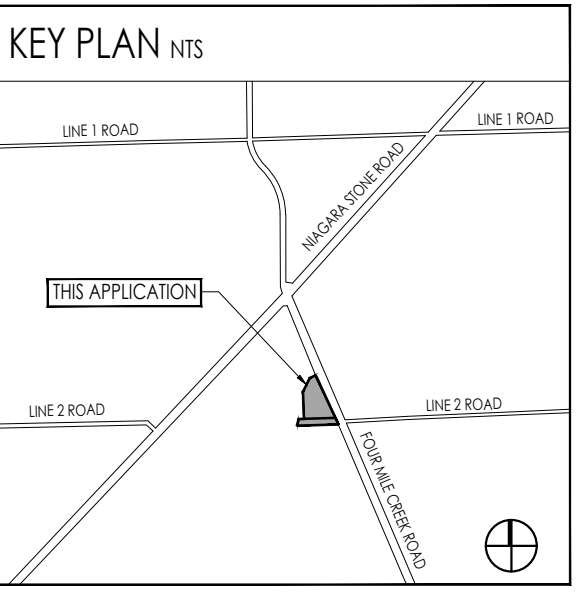 KEY PLAN NTS
LINE 1 ROAD
LINE 1 ROAD
NIAGARA STONE ROAD
THIS APPLICATION
LINE 2 ROAD
LINE 2 ROAD
FOUR MILE CREEK ROAD